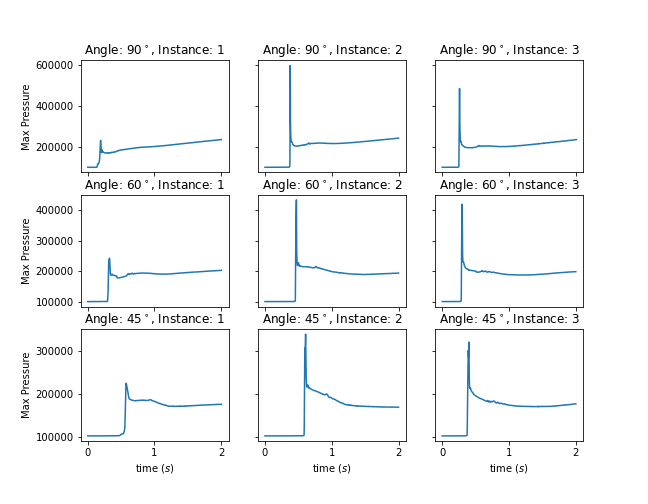 Angle: 90°, Instance: 1
Angle: 90°, Instance: 2
Angle: 90°, Instance: 3
600000
400000
200000
Max Pressure
Angle: 60°, Instance: 1
Angle: 60°, Instance: 2
Angle: 60°, Instance: 3
400000
300000
200000
100000
Max Pressure
Angle: 45°, Instance: 1
Angle: 45°, Instance: 2
Angle: 45°, Instance: 3
300000
200000
100000
Max Pressure
0 1 2
0 1 2
0 1 2
time (s)
time (s)
time (s)